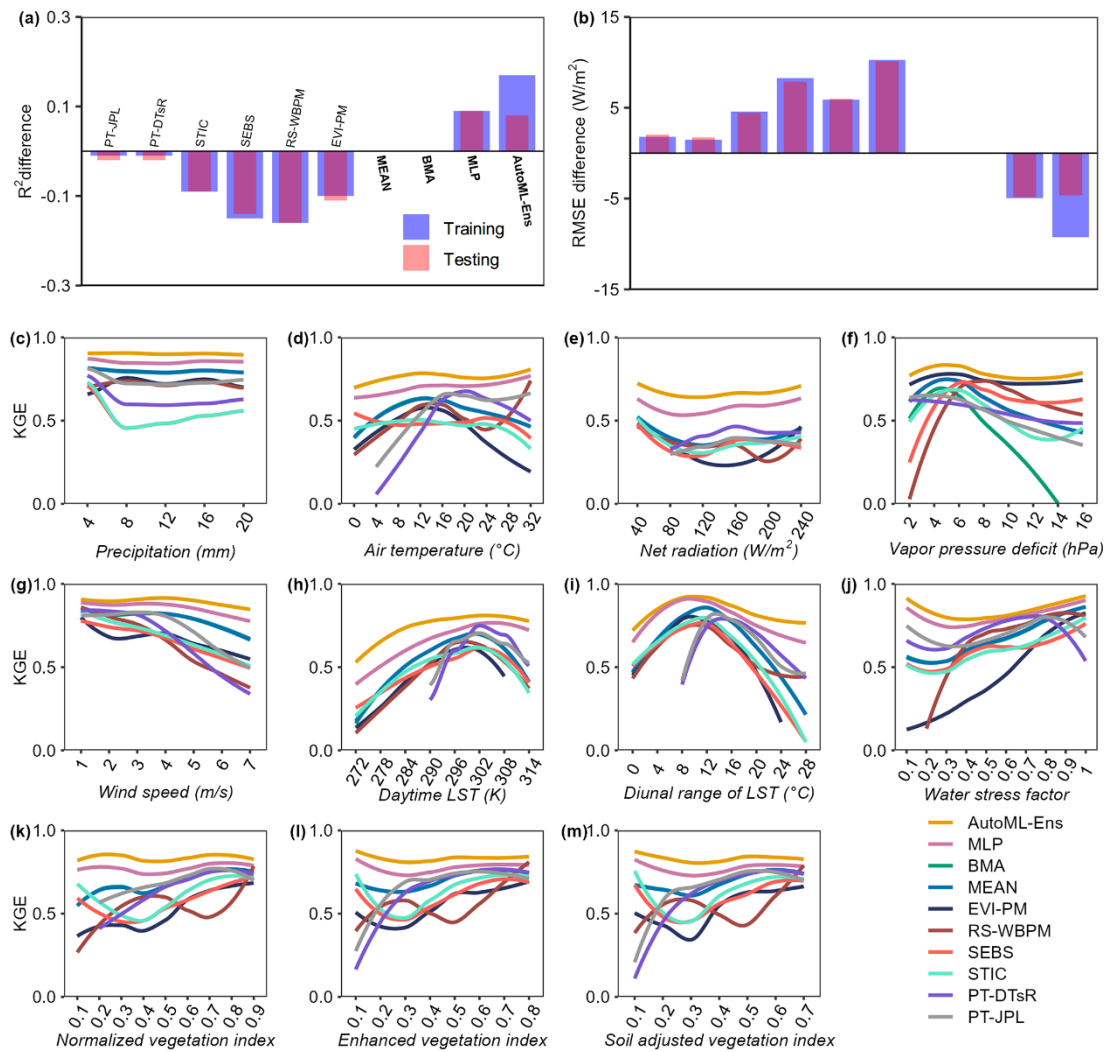 (a)
0.3
0.1
-0.1
-0.3
R² difference
PT-JPL
PT-DTsR
STIC
SEBS
RS-WBPM
EVI-PM
MEAN
BMA
MLP
AutoML-Ens
Training
Testing
(b)
15
5
-5
-15
RMSE difference (W/m²)
(c)
1.0
0.5
0.0
KGE
4 8 12 16 20
Precipitation (mm)
(d)
1.0
0.5
0.0
0 4 8 12 16 20 24 28 32
Air temperature (°C)
(e)
1.0
0.5
0.0
40 80 120 160 200 240
Net radiation (W/m²)
(f)
1.0
0.5
0.0
2 4 6 8 10 12 14 16
Vapor pressure deficit (hPa)
(g)
1.0
0.5
0.0
KGE
1 2 3 4 5 6 7
Wind speed (m/s)
(h)
1.0
0.5
0.0
272 278 284 290 296 302 308 314
Daytime LST (K)
(i)
1.0
0.5
0.0
0 4 8 12 16 20 24 28
Diunal range of LST (°C)
(j)
1.0
0.5
0.0
0.1 0.2 0.3 0.4 0.5 0.6 0.7 0.8 0.9 1
Water stress factor
(k)
1.0
0.5
0.0
KGE
0.1 0.2 0.3 0.4 0.5 0.6 0.7 0.8 0.9
Normalized vegetation index
(l)
1.0
0.5
0.0
0.1 0.2 0.3 0.4 0.5 0.6 0.7 0.8
Enhanced vegetation index
(m)
1.0
0.5
0.0
0.1 0.2 0.3 0.4 0.5 0.6 0.7
Soil adjusted vegetation index
AutoML-Ens
MLP
BMA
MEAN
EVI-PM
RS-WBPM
SEBS
STIC
PT-DTsR
PT-JPL